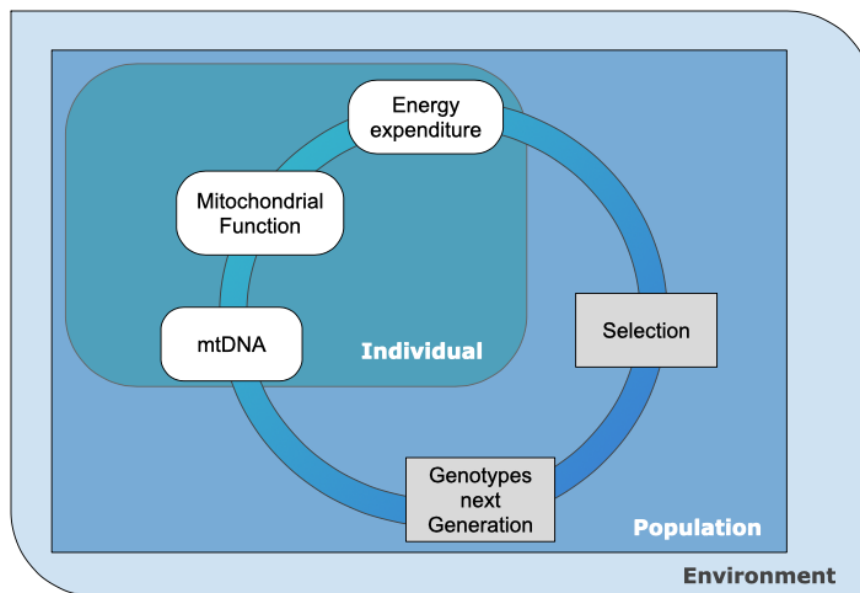 Energy
expenditure
Mitochondrial
Function
mtDNA
Individual
Selection
Genotypes
next
Generation
Population
Environment